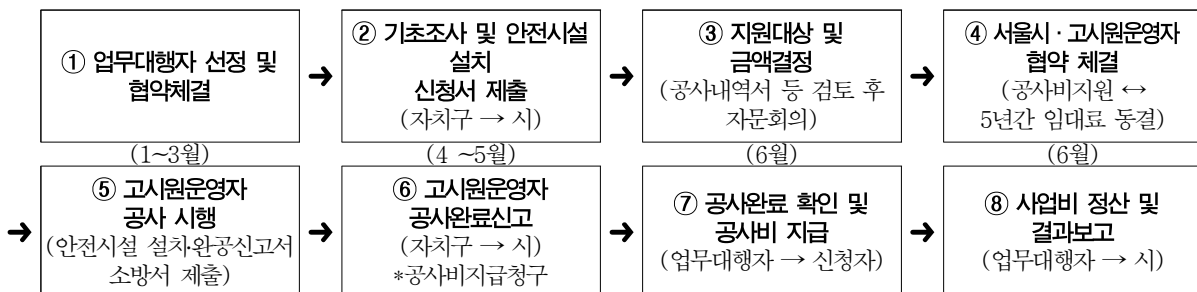 ① 업무대행자 선정 및
협약체결
➜
② 기초조사 및 안전시설
설치
신청서 제출
(자치구 → 시)
➜
③ 지원대상 및
금액결정
(공사내역서 등 검토 후
자문회의)
➜
④ 서울시·고시원운영자
협약 체결
(공사비지원 ↔
5년간 임대료 동결)
(1~3월)
(4 ~5월)
(6월)
(6월)
➜
⑤ 고시원운영자
공사 시행
(안전시설 설치·완공신고서
소방서 제출)
➜
⑥ 고시원운영자
공사완료신고
(자치구 → 시)
*공사비지급청구
➜
⑦ 공사완료 확인 및
공사비 지급
(업무대행자 → 신청자)
➜
⑧ 사업비 정산 및
결과보고
(업무대행자 → 시)